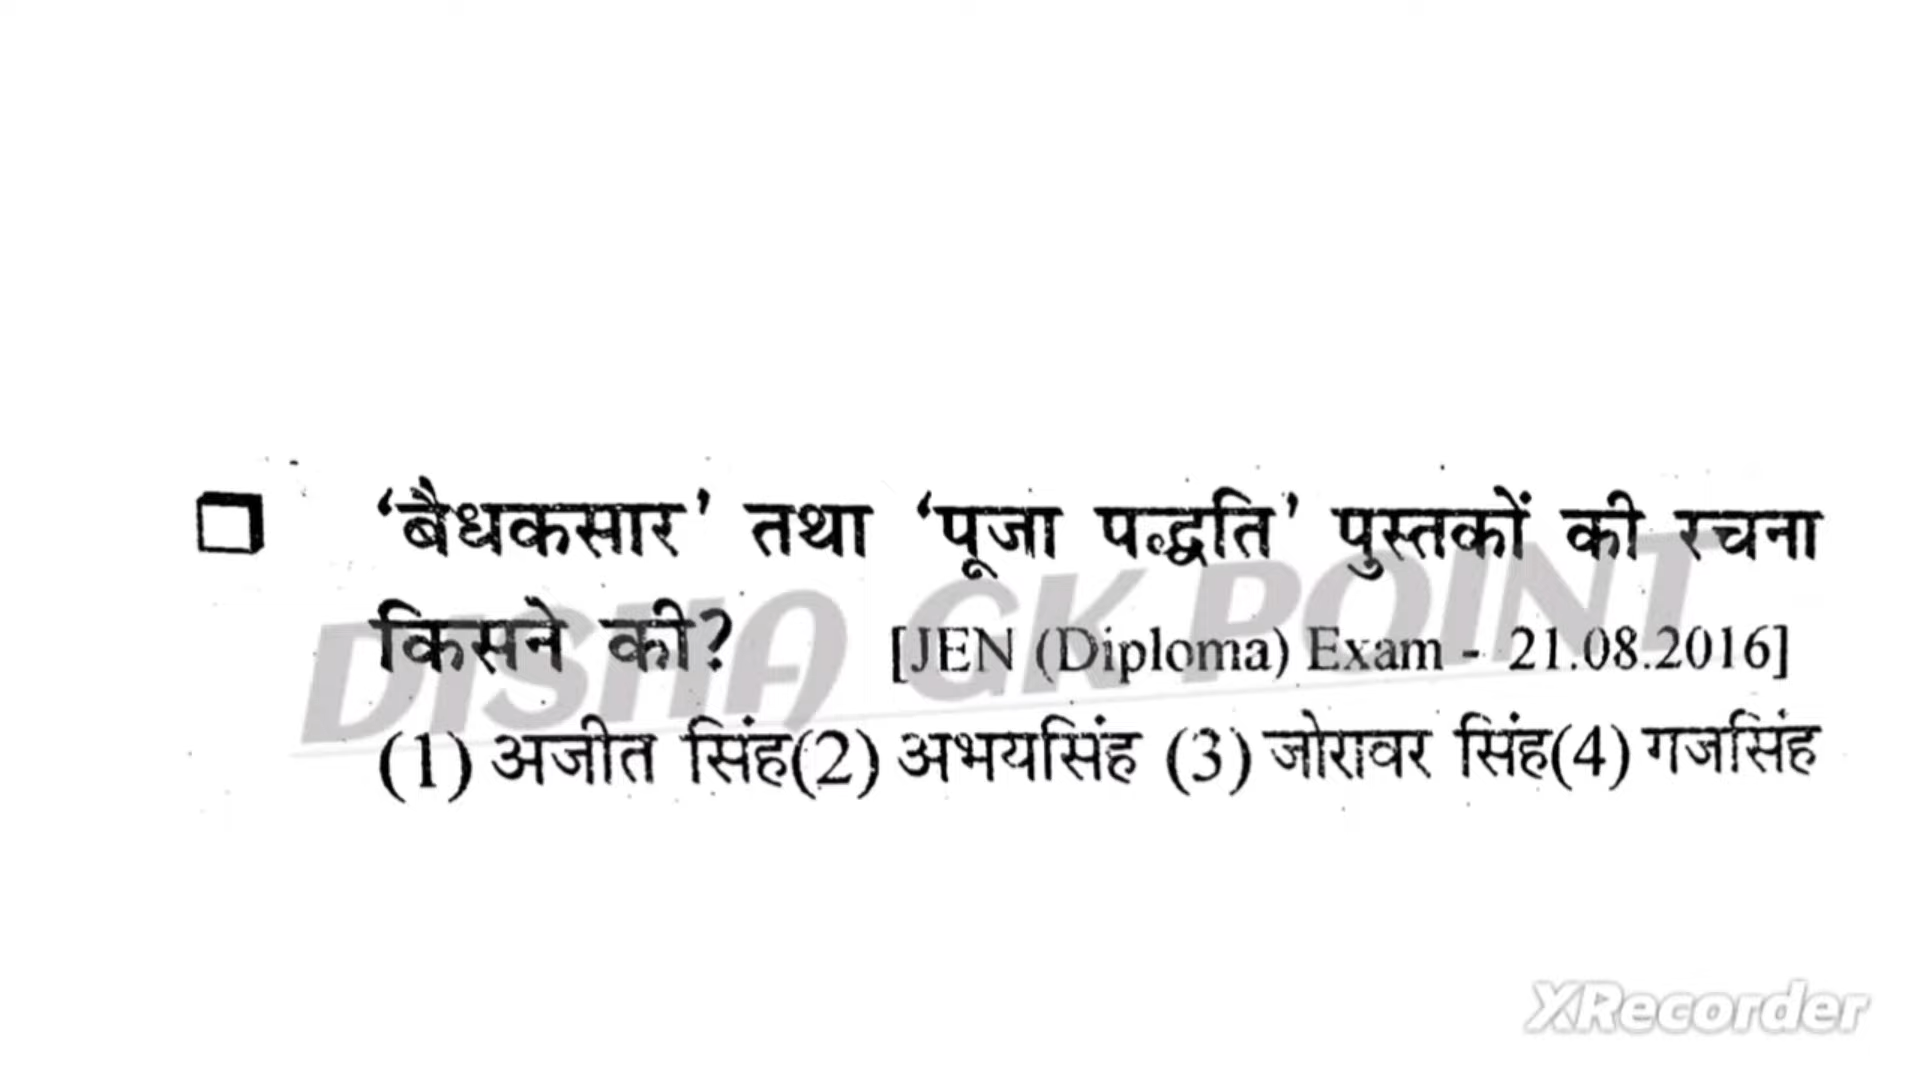 ‘बैधकसार’ तथा ‘पूजा पद्धति’ पुस्तकों की रचना
किसने की? [JEN (Diploma) Exam - 21.08.2016]
(1) अजीत सिंह(2) अभयसिंह (3) जोरावर सिंह(4) गजसिंह
DISHA GK POINT
XRecorder